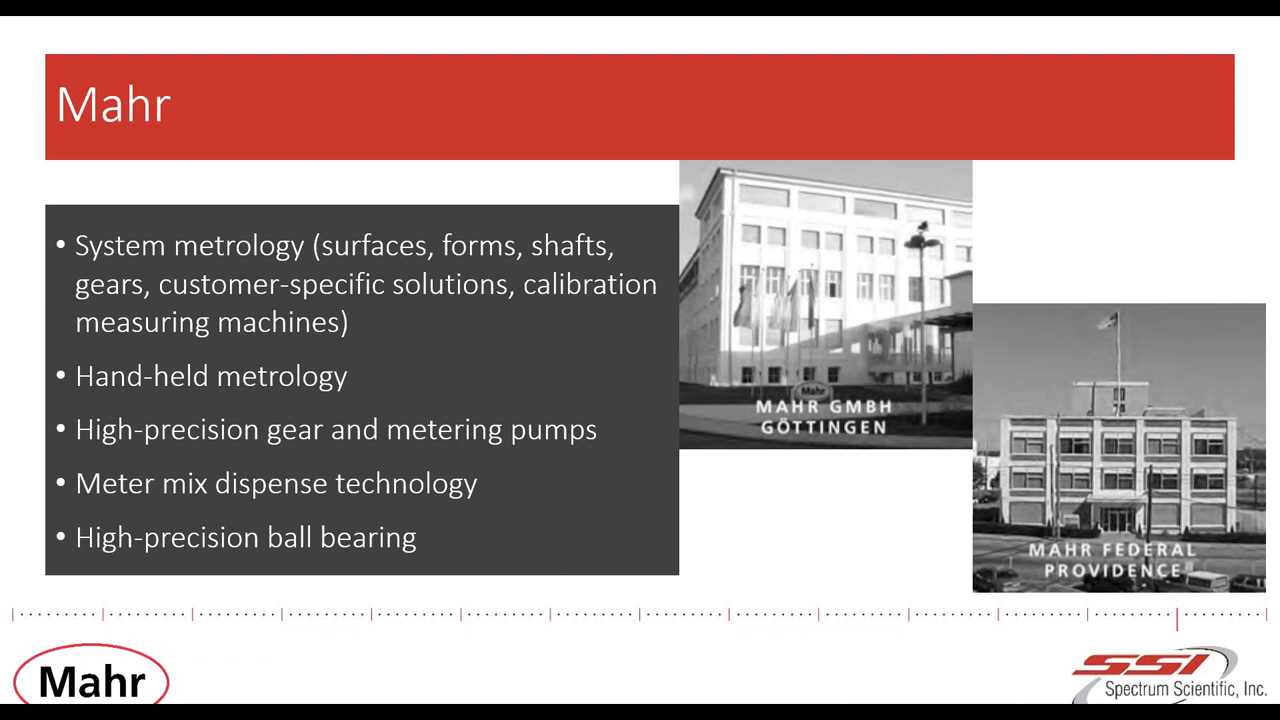 Mahr
• System metrology (surfaces, forms, shafts,
gears, customer-specific solutions, calibration
measuring machines)
• Hand-held metrology
• High-precision gear and metering pumps
• Meter mix dispense technology
• High-precision ball bearing
Mahr
MAHR GMBH
GÖTTINGEN
MAHR FEDERAL
PROVIDENCE
Mahr
SSI
Spectrum Scientific, Inc.